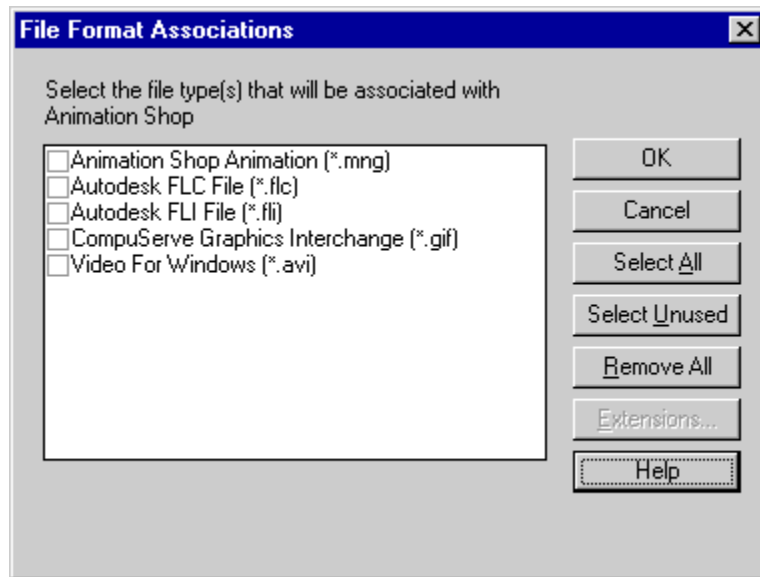 File Format Associations
Select the file type(s) that will be associated with
Animation Shop
Animation Shop Animation (*.mng)
Autodesk FLC File (*.flc)
Autodesk FLI File (*.fli)
CompuServe Graphics Interchange (*.gif)
Video For Windows (*.avi)
OK
Cancel
Select All
Select Unused
Remove All
Extensions...
Help